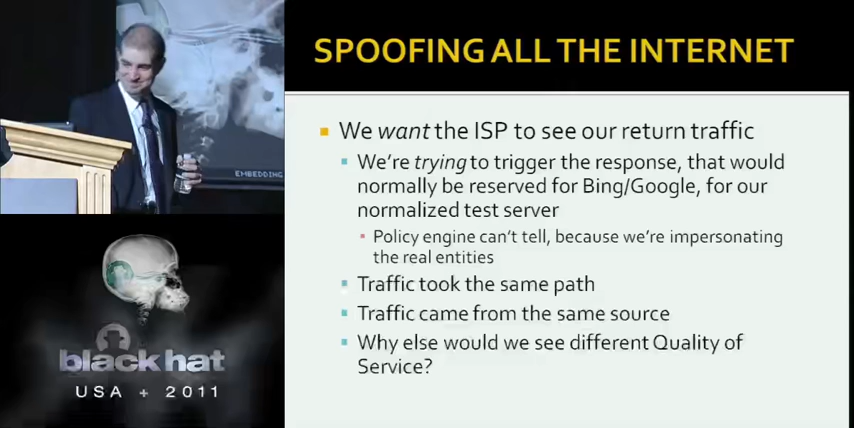 SPOOFING ALL THE INTERNET
We want the ISP to see our return traffic
We're trying to trigger the response, that would
normally be reserved for Bing/Google, for our
normalized test server
Policy engine can't tell, because we're impersonating
the real entities
Traffic took the same path
Traffic came from the same source
Why else would we see different Quality of
Service?
EMBEDDING
black hat
USA + 2011